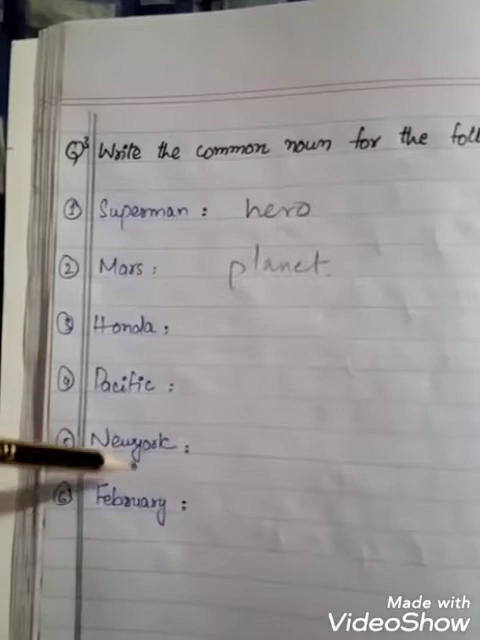 Q3 Write the common noun for the foll
① Superman : hero
② Mars : planet.
③ Honda :
④ Pacific :
⑤ Newyork :
⑥ February :
Made with
VideoShow